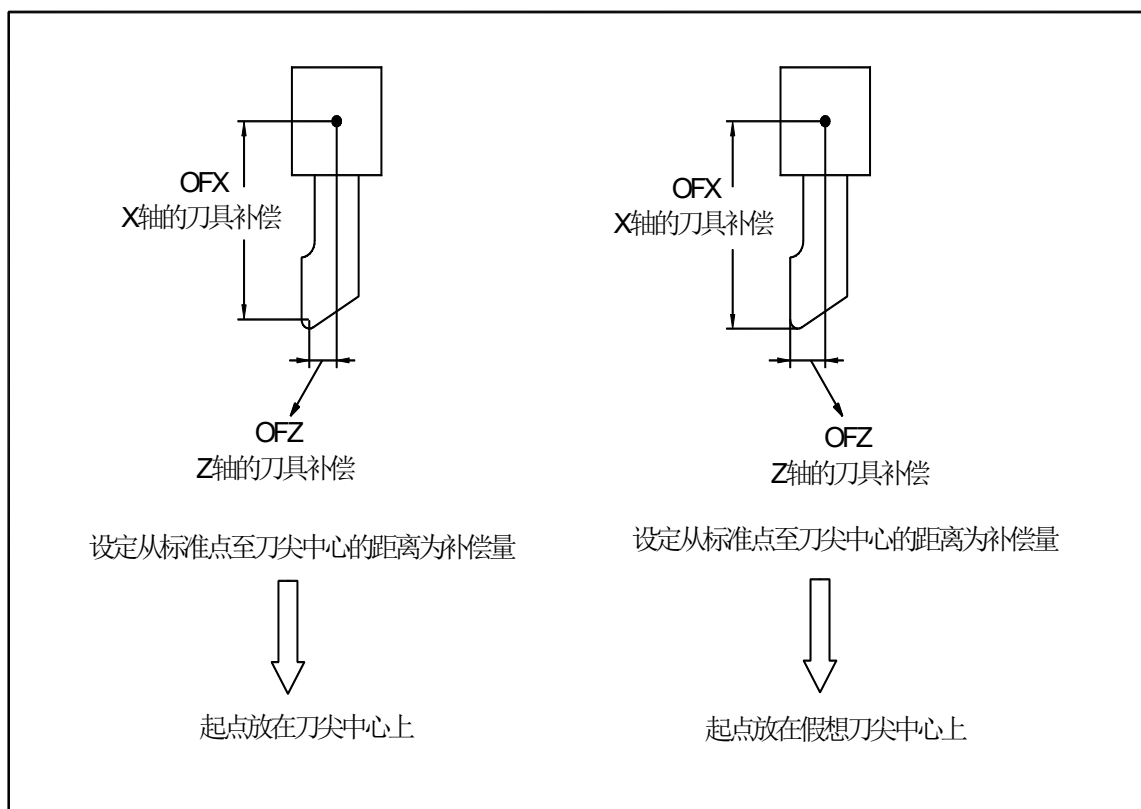 OFX
X轴的刀具补偿
OFZ
Z轴的刀具补偿
设定从标准点至刀尖中心的距离为补偿量
起点放在刀尖中心上
OFX
X轴的刀具补偿
OFZ
Z轴的刀具补偿
设定从标准点至刀尖中心的距离为补偿量
起点放在假想刀尖中心上